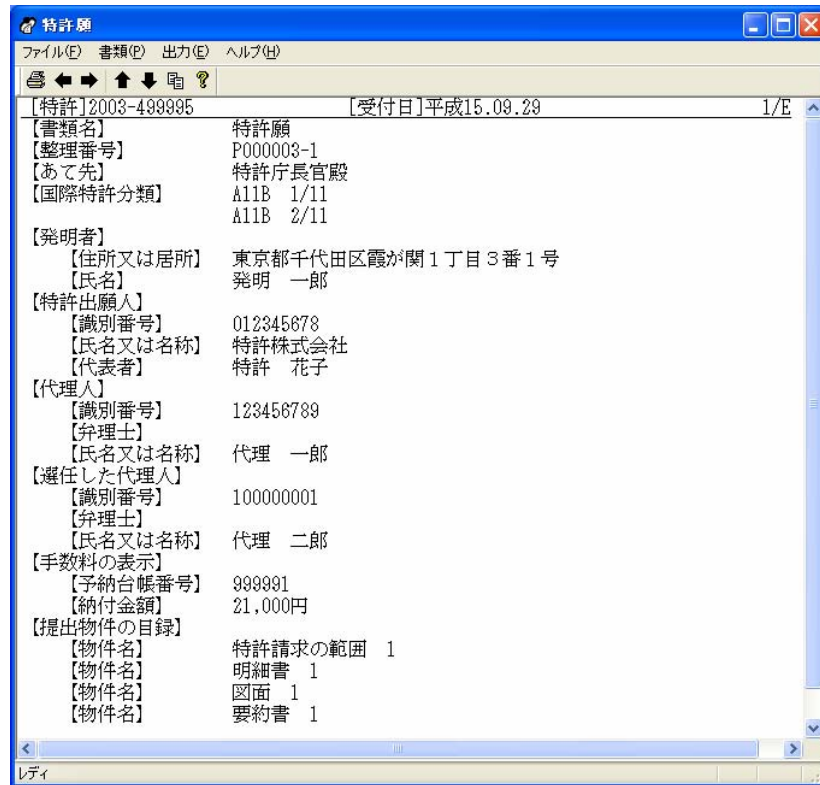 特許願
ファイル(F) 書類(P) 出力(E) ヘルプ(H)
[特許]2003-499995 [受付日]平成15.09.29 1/E
【書類名】 特許願
【整理番号】 P000003-1
【あて先】 特許庁長官殿
【国際特許分類】 A11B 1/11
A11B 2/11
【発明者】
【住所又は居所】 東京都千代田区霞が関1丁目3番1号
【氏名】 発明 一郎
【特許出願人】
【識別番号】 012345678
【氏名又は名称】 特許株式会社
【代表者】 特許 花子
【代理人】
【識別番号】 123456789
【弁理士】
【氏名又は名称】 代理 一郎
【選任した代理人】
【識別番号】 100000001
【弁理士】
【氏名又は名称】 代理 二郎
【手数料の表示】
【予納台帳番号】 999991
【納付金額】 21,000円
【提出物件の目録】
【物件名】 特許請求の範囲 1
【物件名】 明細書 1
【物件名】 図面 1
【物件名】 要約書 1
レディ